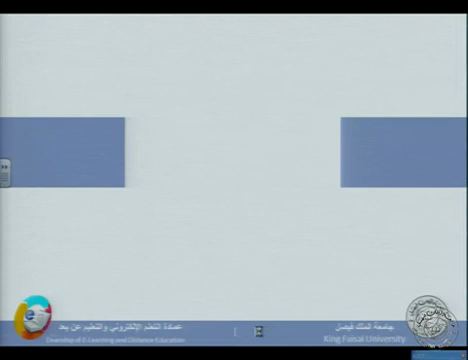 عمادة التعلم الإلكتروني والتعليم عن بعد
Deanship of E-Learning and Distance Education
جامعة الملك فيصل
King Faisal University